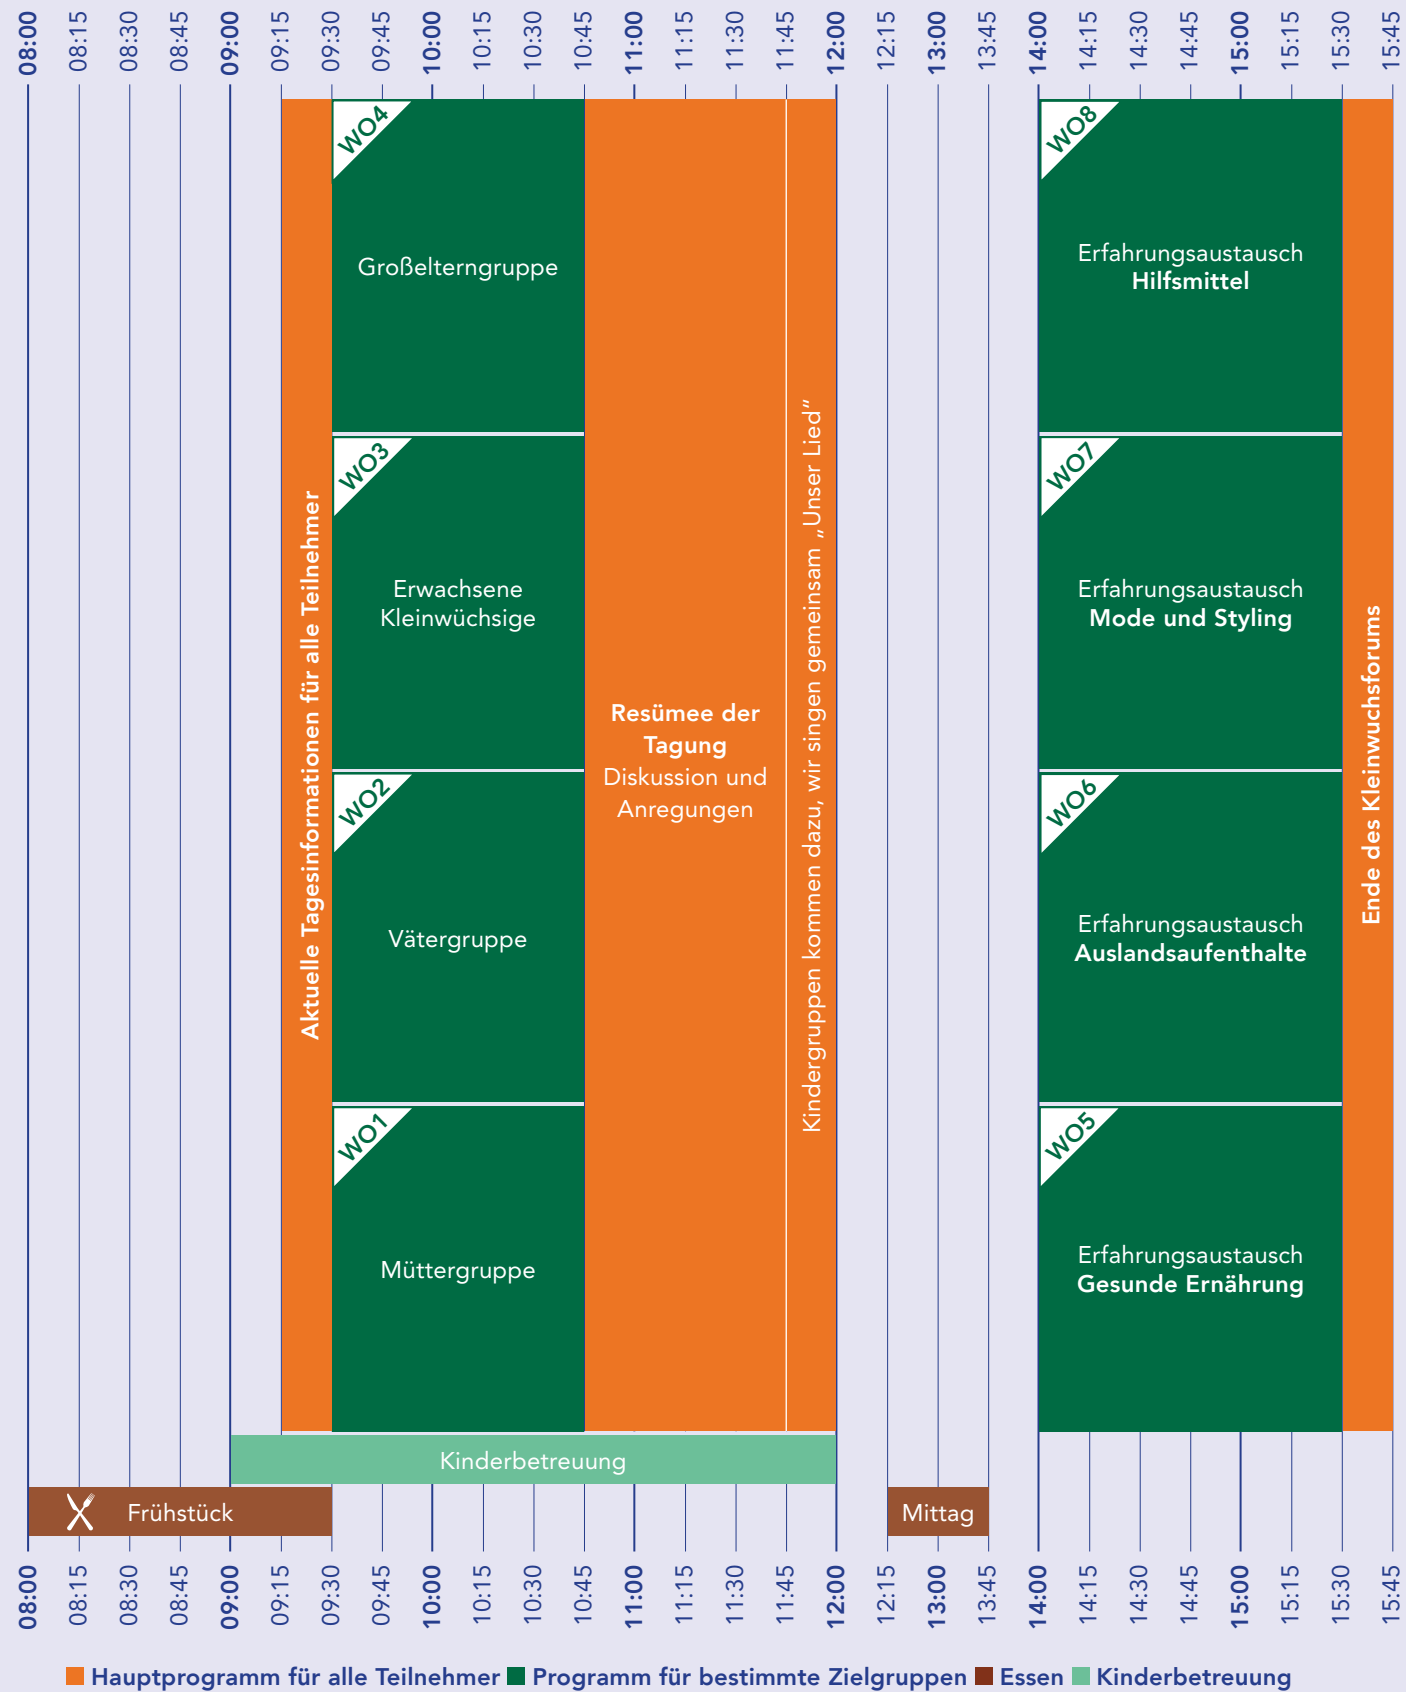 08:00
08:15
08:30
08:45
09:00
09:15
09:30
09:45
10:00
10:15
10:30
10:45
11:00
11:15
11:30
11:45
12:00
12:15
13:00
13:45
14:00
14:15
14:30
14:45
15:00
15:15
15:30
15:45
Aktuelle Tagesinformationen für alle Teilnehmer
WO4
Großelterngruppe
WO3
Erwachsene
Kleinwüchsige
WO2
Vätergruppe
WO1
Müttergruppe
Resümee der
Tagung
Diskussion und
Anregungen
Kindergruppen kommen dazu, wir singen gemeinsam „Unser Lied“
WO8
Erfahrungsaustausch
Hilfsmittel
WO7
Erfahrungsaustausch
Mode und Styling
WO6
Erfahrungsaustausch
Auslandsaufenthalte
WO5
Erfahrungsaustausch
Gesunde Ernährung
Ende des Kleinwuchsforums
Kinderbetreuung
Frühstück
Mittag
08:00
08:15
08:30
08:45
09:00
09:15
09:30
09:45
10:00
10:15
10:30
10:45
11:00
11:15
11:30
11:45
12:00
12:15
13:00
13:45
14:00
14:15
14:30
14:45
15:00
15:15
15:30
15:45
Hauptprogramm für alle Teilnehmer Programm für bestimmte Zielgruppen Essen Kinderbetreuung